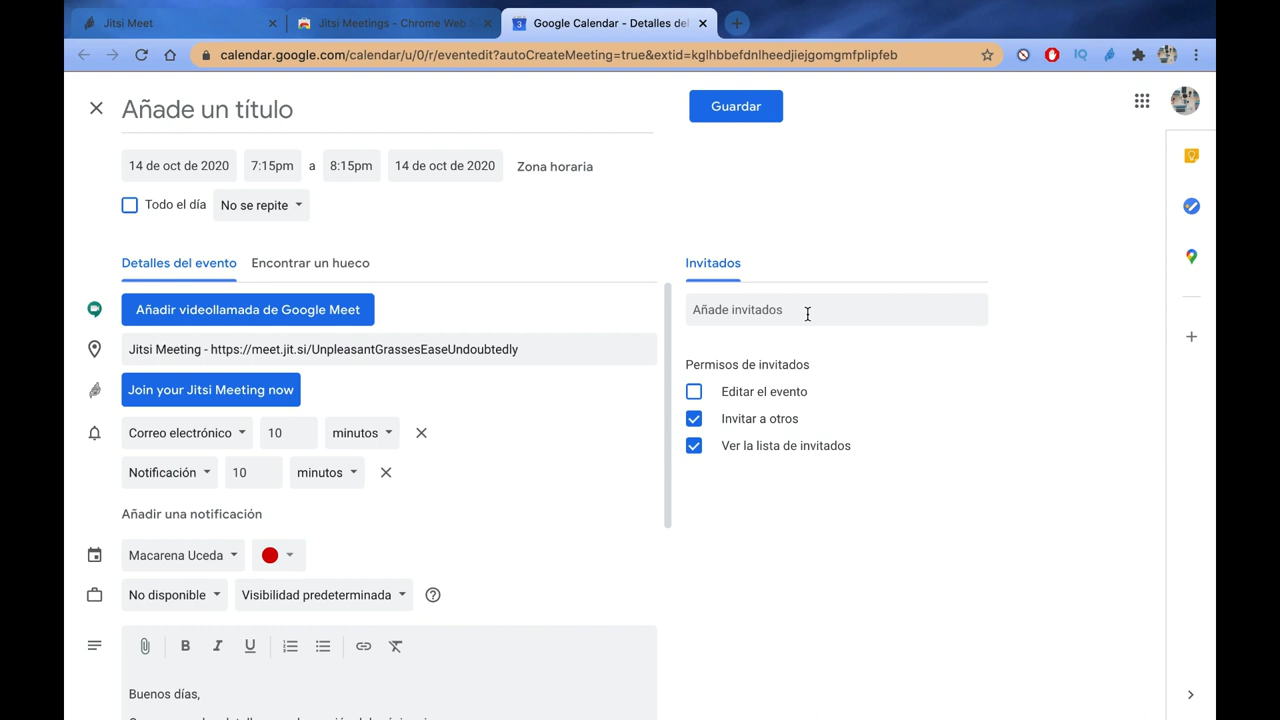 Jitsi Meet
Jitsi Meetings - Chrome Web S
Google Calendar - Detalles del
calendar.google.com/calendar/u/0/r/eventedit?autoCreateMeeting=true&extid=kglhbbefdnlheedjiejgomgmfplipfeb
Añade un título
Guardar
14 de oct de 2020 7:15pm a 8:15pm 14 de oct de 2020 Zona horaria
Todo el día No se repite
Detalles del evento Encontrar un hueco
Añadir videollamada de Google Meet
Jitsi Meeting - https://meet.jit.si/UnpleasantGrassesEaseUndoubtedly
Join your Jitsi Meeting now
Correo electrónico 10 minutos
Notificación 10 minutos
Añadir una notificación
Macarena Uceda
No disponible Visibilidad predeterminada
B I U
Buenos días,
Invitados
Añade invitados
Permisos de invitados
Editar el evento
Invitar a otros
Ver la lista de invitados